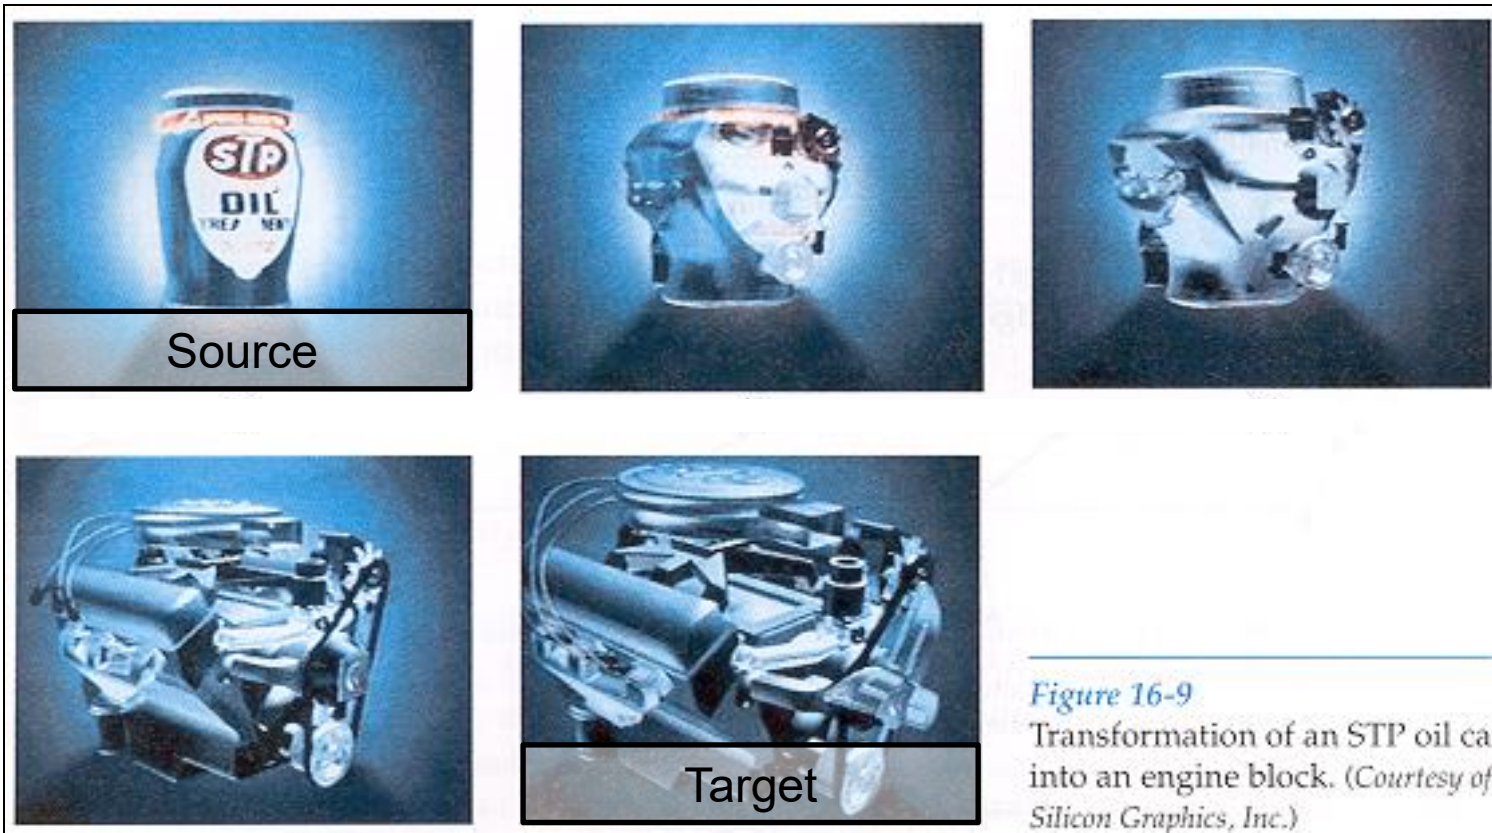 STP
OIL
Source
Target
Figure 16-9
Transformation of an STP oil ca
into an engine block. (Courtesy of
Silicon Graphics, Inc.)